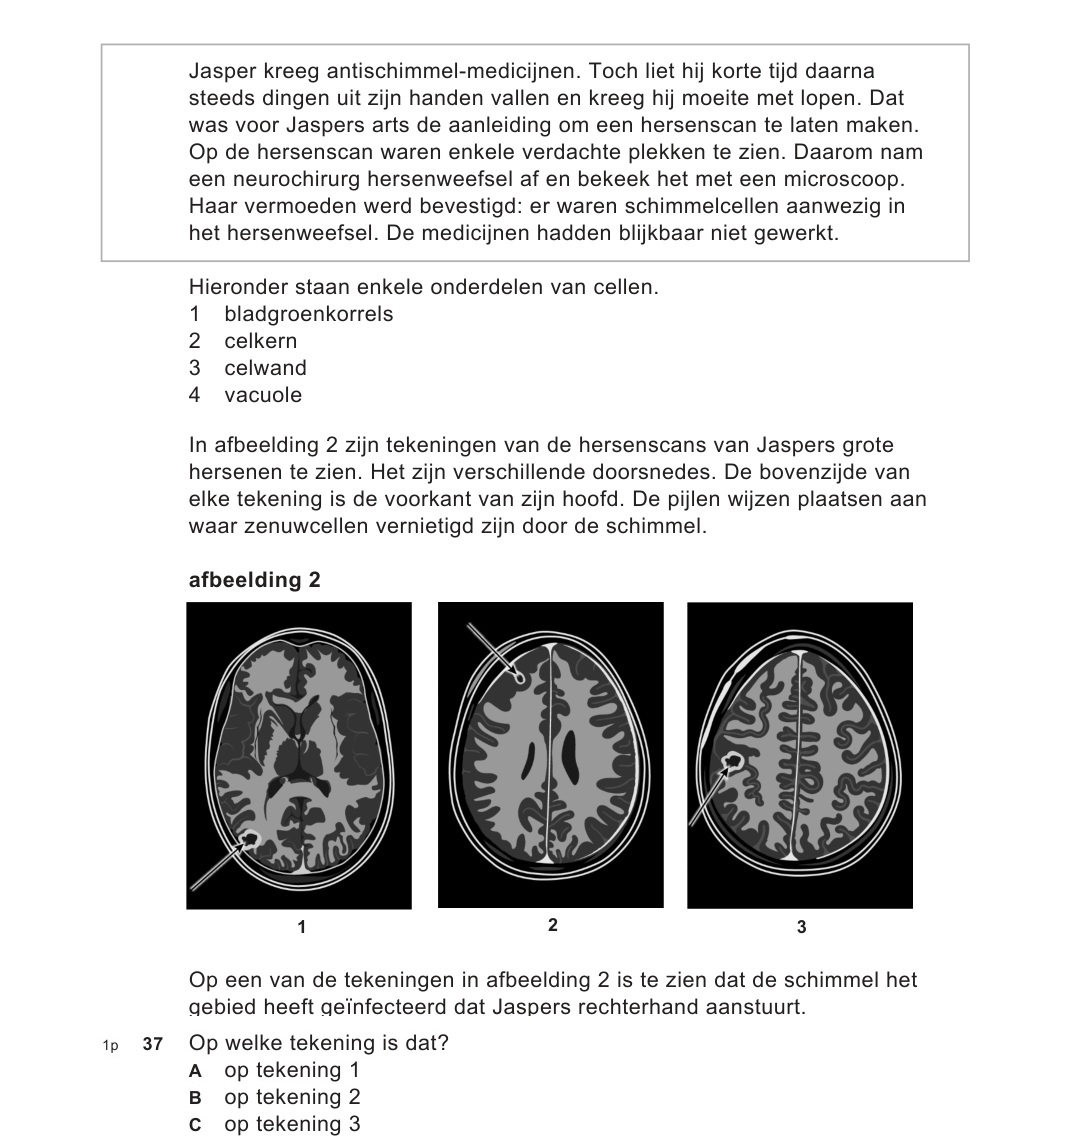 Jasper kreeg antischimmel-medicijnen. Toch liet hij korte tijd daarna
steeds dingen uit zijn handen vallen en kreeg hij moeite met lopen. Dat
was voor Jaspers arts de aanleiding om een hersenscan te laten maken.
Op de hersenscan waren enkele verdachte plekken te zien. Daarom nam
een neurochirurg hersenweefsel af en bekeek het met een microscoop.
Haar vermoeden werd bevestigd: er waren schimmelcellen aanwezig in
het hersenweefsel. De medicijnen hadden blijkbaar niet gewerkt.
Hieronder staan enkele onderdelen van cellen.
1 bladgroenkorrels
2 celkern
3 celwand
4 vacuole
In afbeelding 2 zijn tekeningen van de hersenscans van Jaspers grote
hersenen te zien. Het zijn verschillende doorsnedes. De bovenzijde van
elke tekening is de voorkant van zijn hoofd. De pijlen wijzen plaatsen aan
waar zenuwcellen vernietigd zijn door de schimmel.
afbeelding 2
1 2 3
Op een van de tekeningen in afbeelding 2 is te zien dat de schimmel het
gebied heeft geïnfecteerd dat Jaspers rechterhand aanstuurt.
1p 37 Op welke tekening is dat?
A op tekening 1
B op tekening 2
C op tekening 3